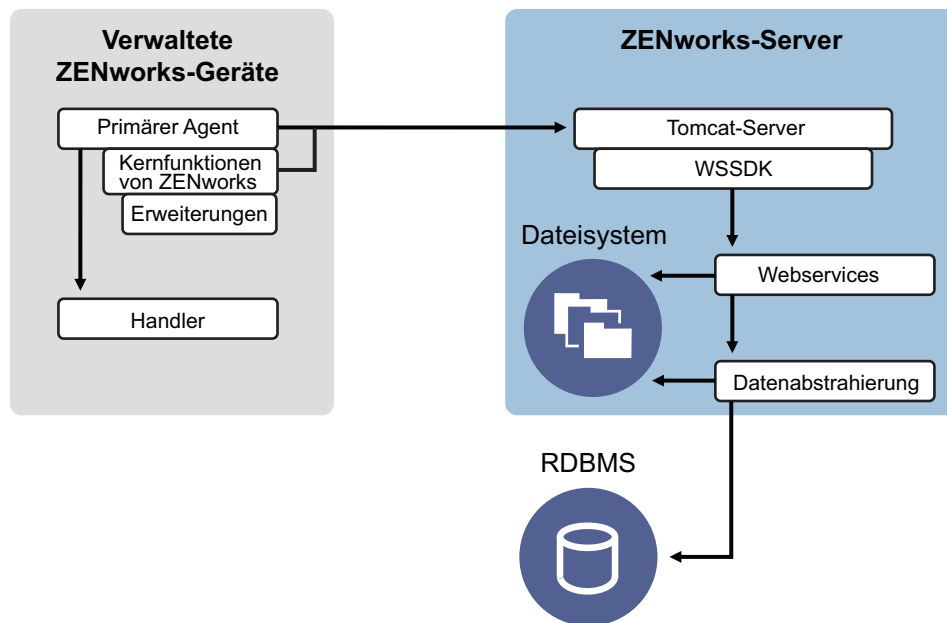 Verwaltete
ZENworks-Geräte
Primärer Agent
Kernfunktionen
von ZENworks
Erweiterungen
Handler
ZENworks-Server
Tomcat-Server
WSSDK
Dateisystem
Webservices
Datenabstrahierung
RDBMS